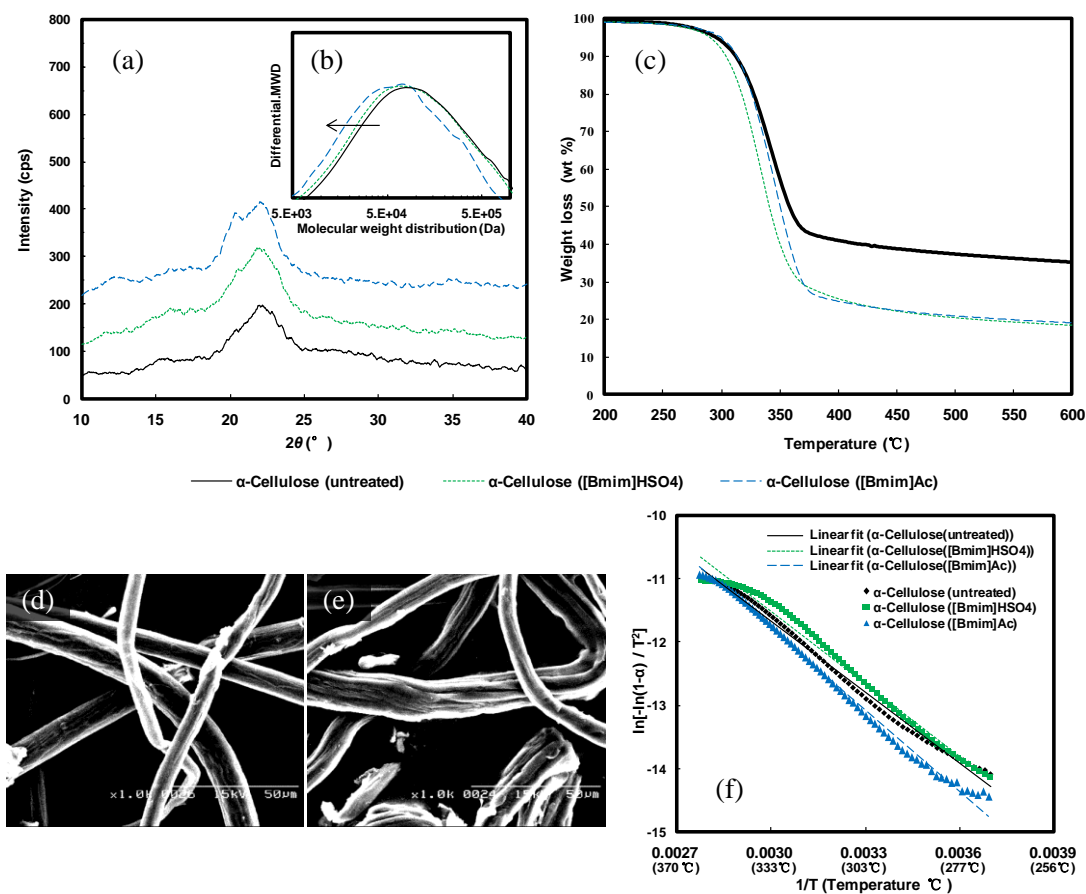 800
700
600
500
400
300
200
100
0
Intensity (cps)
(a)
10
15
20
25
30
35
40
2θ (° )
(b)
Differential.MWD
5.E+03
5.E+04
5.E+05
Molecular weight distribution (Da)
100
90
80
70
60
50
40
30
20
10
0
Weight loss (wt %)
(c)
200
250
300
350
400
450
500
550
600
Temperature (℃)
α-Cellulose (untreated)
α-Cellulose ([Bmim]HSO4)
α-Cellulose ([Bmim]Ac)
(d)
×1.0k 0026 15kV 50μm
(e)
×1.0k 0024 15kV 50μm
-10
-11
-12
-13
-14
-15
ln[-ln(1-α) / T²]
Linear fit (α-Cellulose(untreated))
Linear fit (α-Cellulose([Bmim]HSO4))
Linear fit (α-Cellulose([Bmim]Ac))
α-Cellulose (untreated)
α-Cellulose ([Bmim]HSO4)
α-Cellulose ([Bmim]Ac)
(f)
0.0027
0.0030
0.0033
0.0036
0.0039
(370℃)
(333℃)
(303℃)
(277℃)
(256℃)
1/T (Temperature ℃)